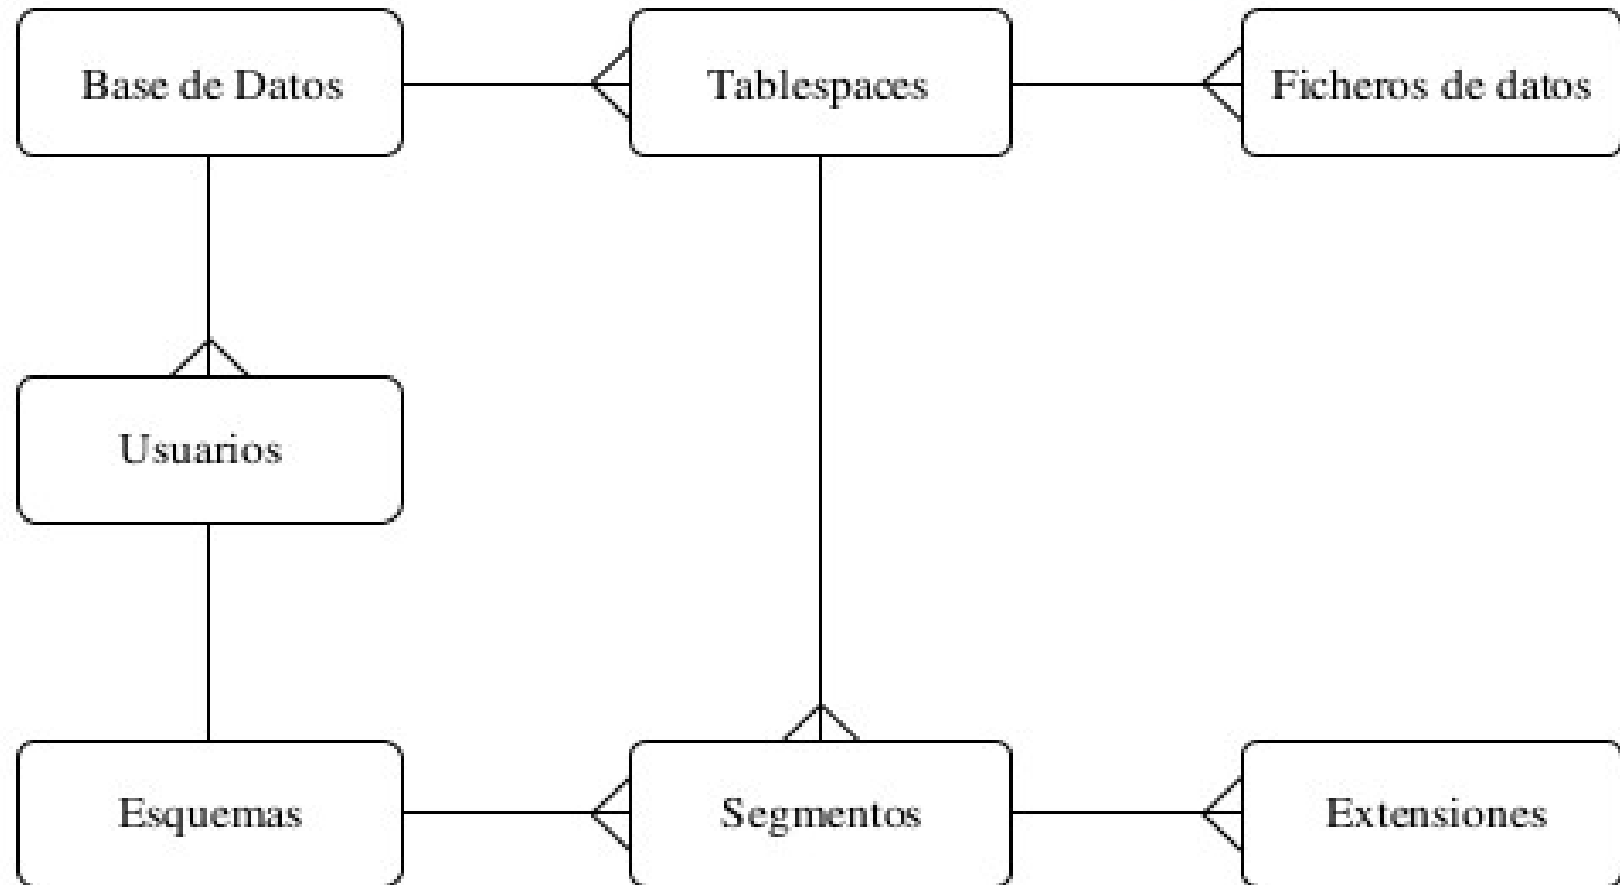 Base de Datos
Tablespaces
Ficheros de datos
Usuarios
Esquemas
Segmentos
Extensiones